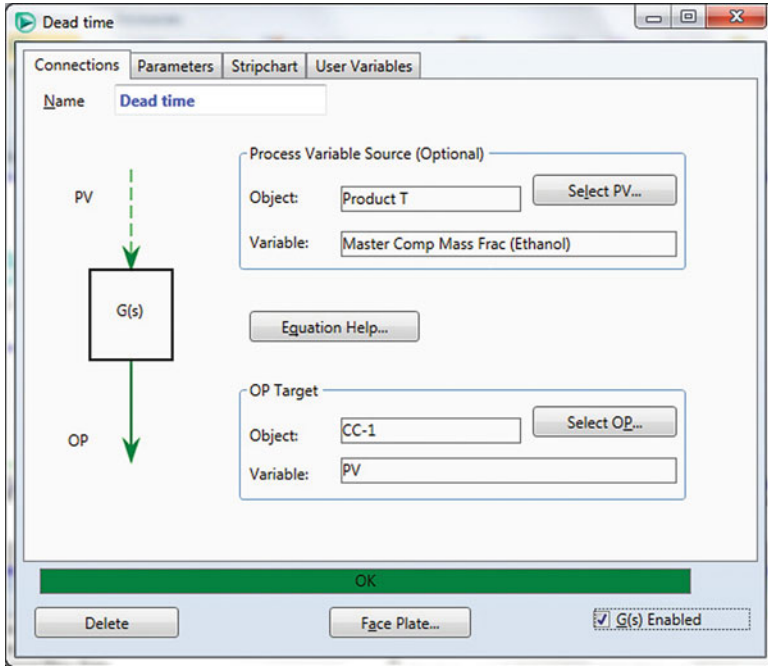 Dead time
Connections Parameters Stripchart User Variables
Name Dead time
Process Variable Source (Optional)
PV Object: Product T Select PV...
Variable: Master Comp Mass Frac (Ethanol)
G(s)
Equation Help...
OP Target
OP Object: CC-1 Select OP...
Variable: PV
OK
Delete Face Plate... G(s) Enabled